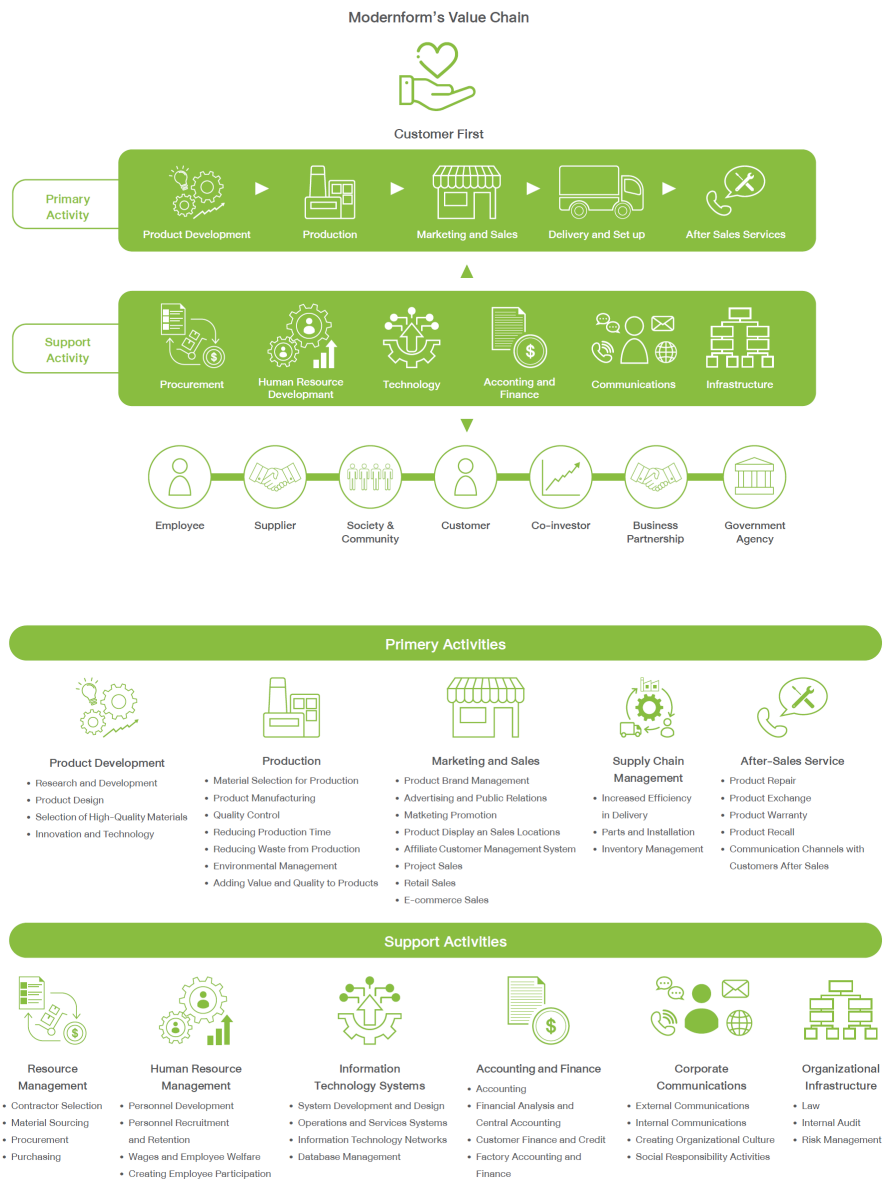 Modernform's Value Chain
Customer First
Primary
Activity
Product Development
Production
Marketing and Sales
Delivery and Set up
After Sales Services
Support
Activity
$
$
Procurement
Human Resource
Development
Technology
Acconting and
Finance
Communications
Infrastructure
Employee
Supplier
Society &
Community
Customer
Co-investor
Business
Partnership
Government
Agency
Primery Activities
Product Development
• Research and Development
• Product Design
• Selection of High-Quality Materials
• Innovation and Technology
Production
• Material Selection for Production
• Product Manufacturing
• Quality Control
• Reducing Production Time
• Reducing Waste from Production
• Environmental Management
• Adding Value and Quality to Products
Marketing and Sales
• Product Brand Management
• Advertising and Public Relations
• Matketing Promotion
• Product Display an Sales Locations
• Affiliate Customer Management System
• Project Sales
• Retail Sales
• E-commerce Sales
Supply Chain
Management
• Increased Efficiency
in Delivery
• Parts and Installation
• Inventory Management
After-Sales Service
• Product Repair
• Product Exchange
• Product Warranty
• Product Recall
• Communication Channels with
Customers After Sales
Support Activities
$
$
Resource
Management
• Contractor Selection
• Material Sourcing
• Procurement
• Purchasing
Human Resource
Management
• Personnel Development
• Personnel Recruitment
and Retention
• Wages and Employee Welfare
• Creating Employee Participation
Information
Technology Systems
• System Development and Design
• Operations and Services Systems
• Information Technology Networks
• Database Management
Accounting and Finance
• Accounting
• Financial Analysis and
Central Accounting
• Customer Finance and Credit
• Factory Accounting and
Finance
Corporate
Communications
• External Communications
• Internal Communications
• Creating Organizational Culture
• Social Responsibility Activities
Organizational
Infrastructure
• Law
• Internal Audit
• Risk Management